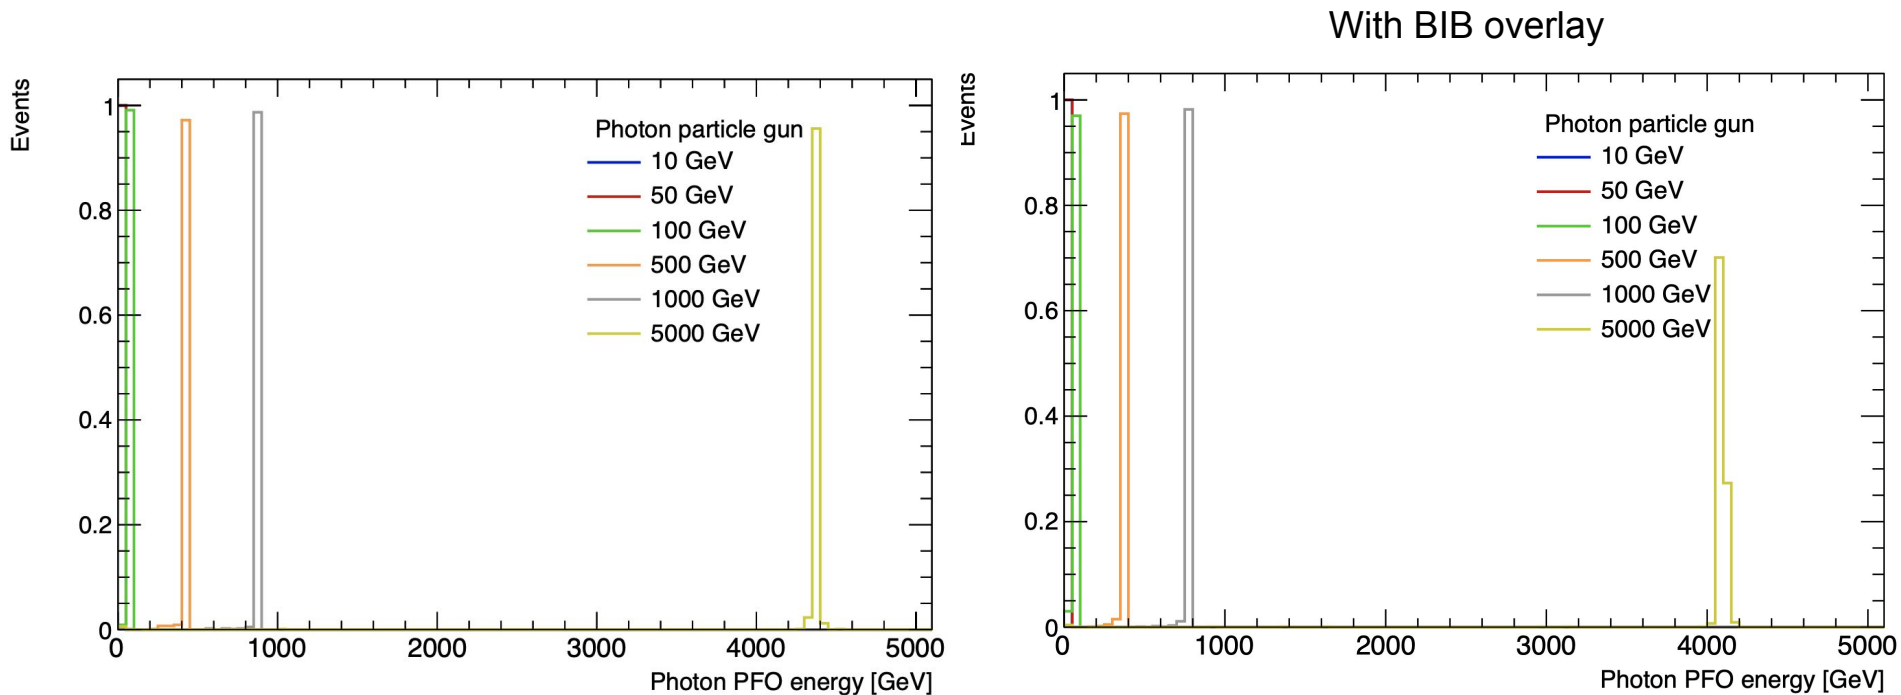 With BIB overlay
Events
1
0.8
0.6
0.4
0.2
0
Photon particle gun
10 GeV
50 GeV
100 GeV
500 GeV
1000 GeV
5000 GeV
0 1000 2000 3000 4000 5000
Photon PFO energy [GeV]
Events
1
0.8
0.6
0.4
0.2
0
Photon particle gun
10 GeV
50 GeV
100 GeV
500 GeV
1000 GeV
5000 GeV
0 1000 2000 3000 4000 5000
Photon PFO energy [GeV]